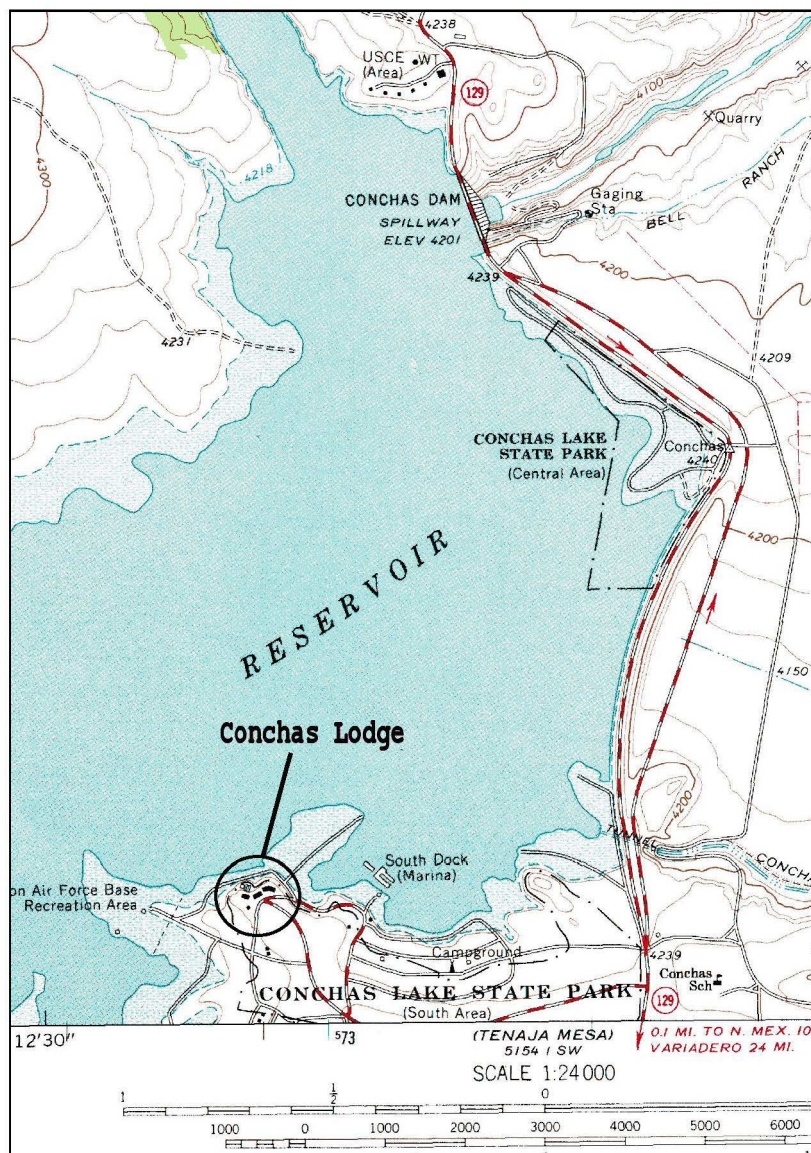 4238
USCE WT
(Area)
129
4100
Quarry
4300
4218
CONCHAS DAM
SPILLWAY
ELEV 4201
Gaging
Sta
BELL RANCH
4239
4200
4231
4209
CONCHAS LAKE
STATE PARK
(Central Area)
Conchas
4240
4200
RESERVOIR
4150
Conchas Lodge
4200
TUNNEL
CONCHA
South Dock
(Marina)
on Air Force Base
Recreation Area
Campground
4239
Conchas
Sch
CONCHAS LAKE STATE PARK
(South Area)
129
12'30"
573
(TENAJA MESA)
5154 I SW
0.1 MI. TO N. MEX. 10
VARIADERO 24 MI.
SCALE 1:24 000
1 ½ 0
1000 0 1000 2000 3000 4000 5000 6000